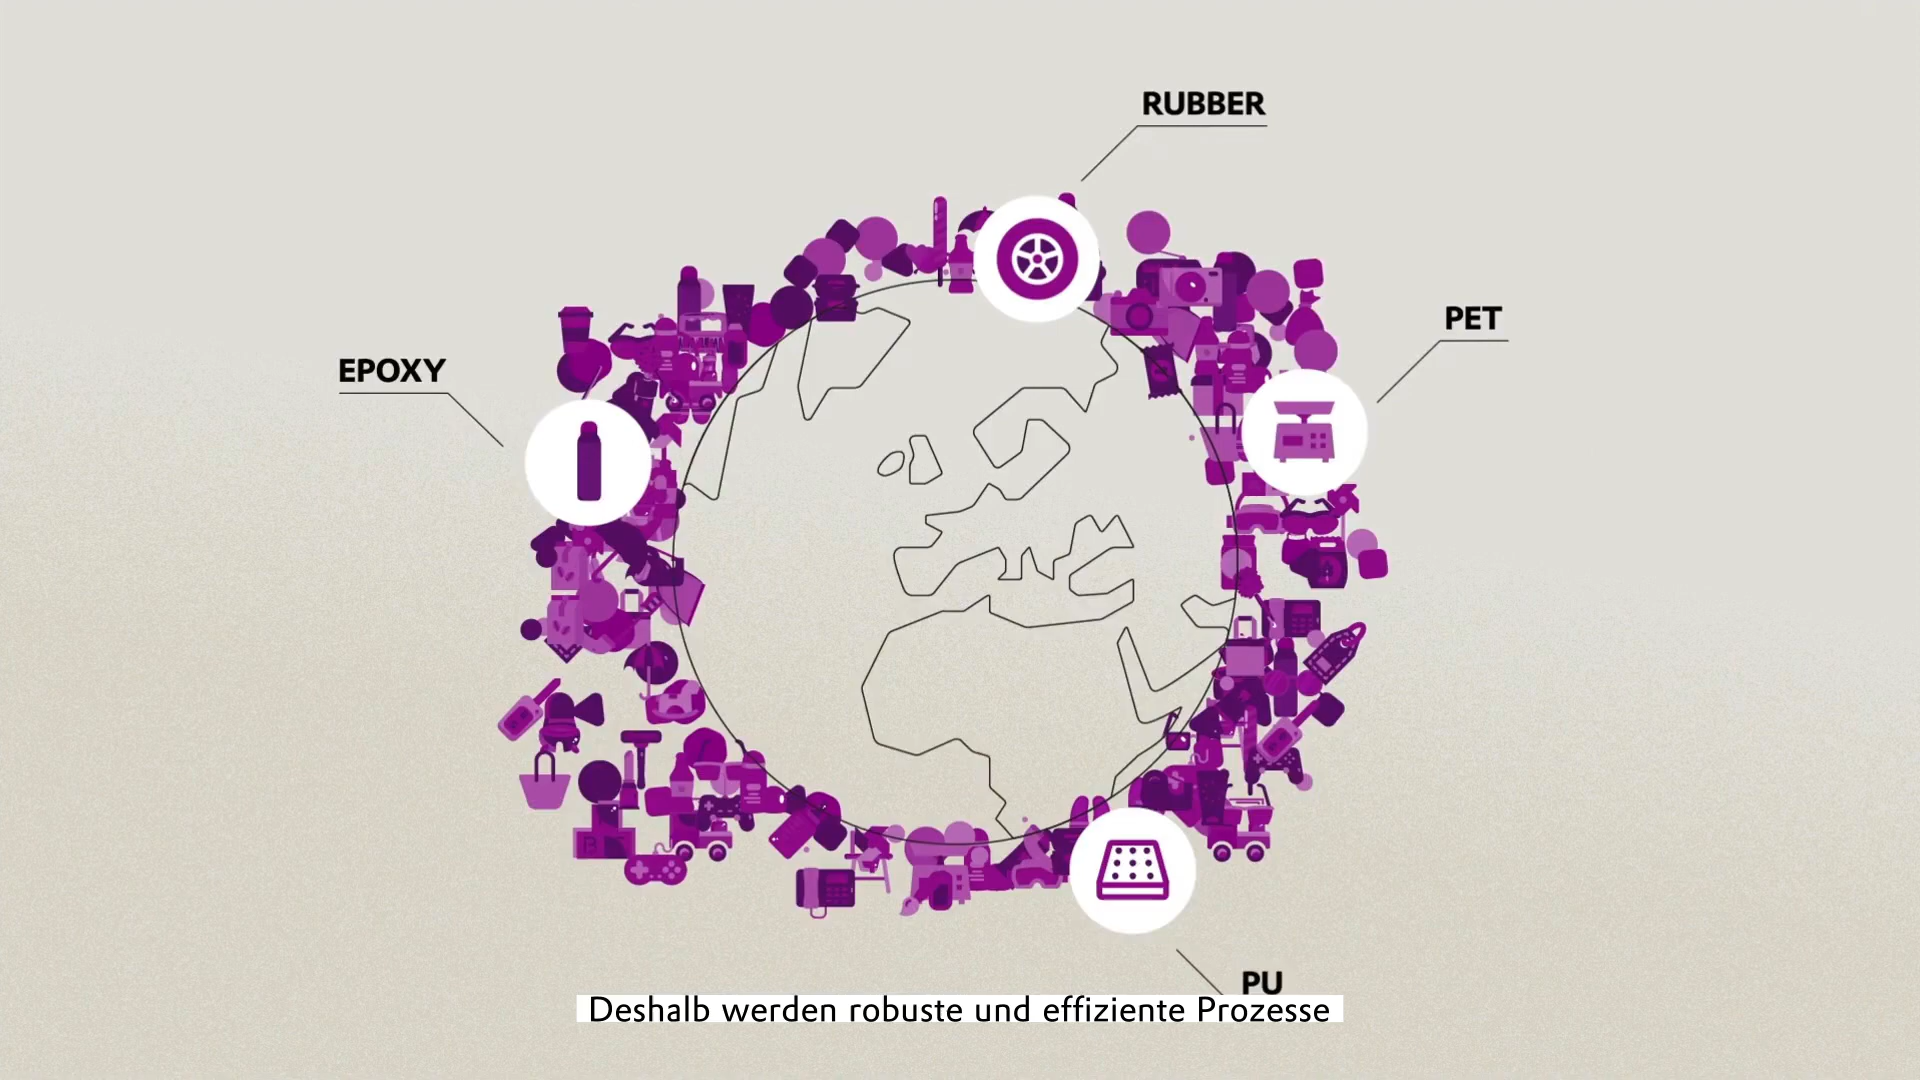 RUBBER
PET
EPOXY
PU
Deshalb werden robuste und effiziente Prozesse